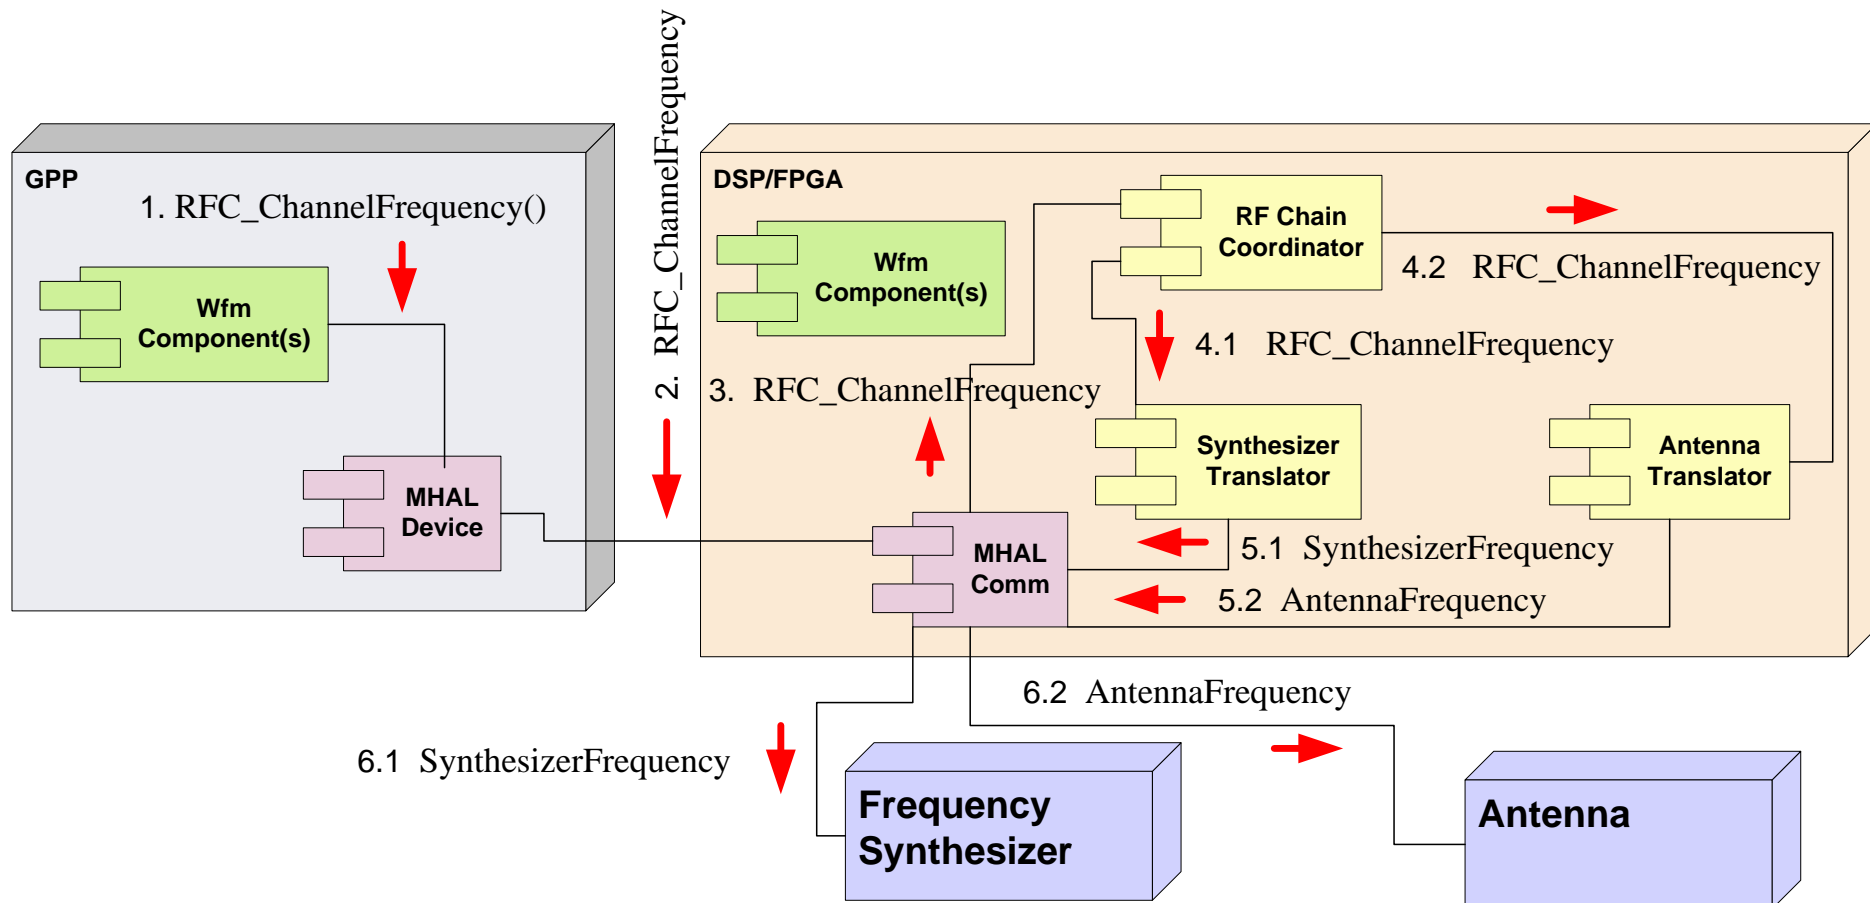 2. RFC_ChannelFrequency
GPP
1. RFC_ChannelFrequency()
Wfm
Component(s)
MHAL
Device
DSP/FPGA
Wfm
Component(s)
RF Chain
Coordinator
4.2 RFC_ChannelFrequency
4.1 RFC_ChannelFrequency
3. RFC_ChannelFrequency
Synthesizer
Translator
Antenna
Translator
MHAL
Comm
5.1 SynthesizerFrequency
5.2 AntennaFrequency
6.2 AntennaFrequency
6.1 SynthesizerFrequency
Frequency
Synthesizer
Antenna